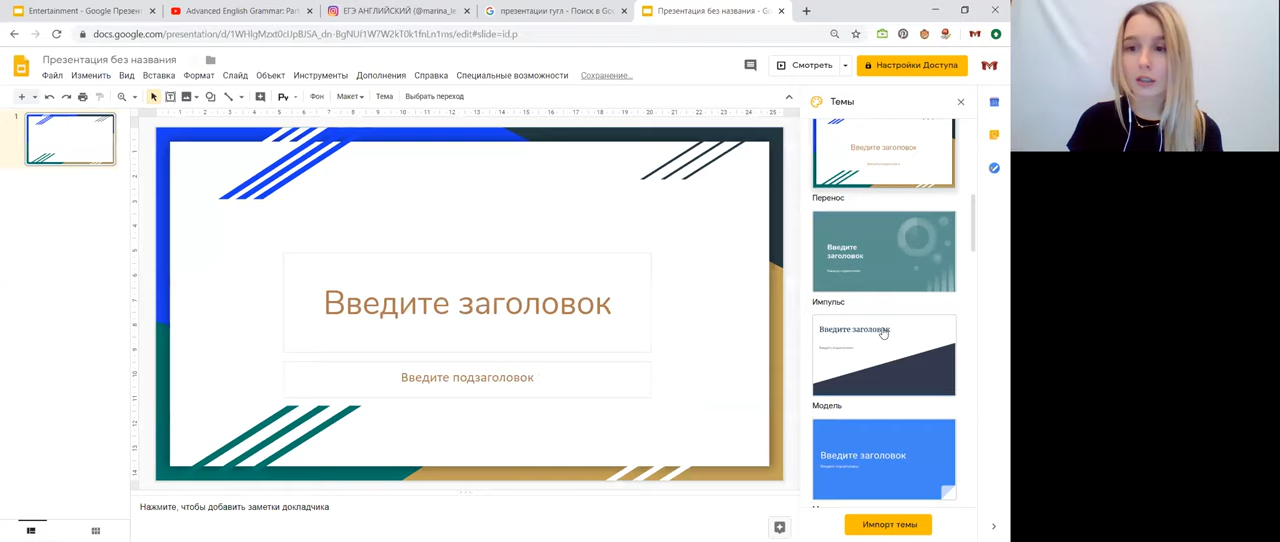 Entertainment - Google Present
Advanced English Grammar: Part
ЕГЭ АНГЛИЙСКИЙ (@marina_le
презентации гугл - Поиск в Goo
Презентация без названия - Go
docs.google.com/presentation/d/1WHlgMzxt0cUpBJSA_dn-BgNUf1W7W2kT0k1fnLn1ms/edit#slide=id.p
Презентация без названия
Файл Изменить Вид Вставка Формат Слайд Объект Инструменты Дополнения Справка Специальные возможности Сохранение...
Смотреть
Настройки Доступа
Фон Макет Тема Выбрать переход
Темы
1
Введите заголовок
Введите подзаголовок
Введите заголовок
Перенос
Введите
заголовок
Импульс
Введите заголовок
Модель
Введите заголовок
Нажмите, чтобы добавить заметки докладчика
Импорт темы